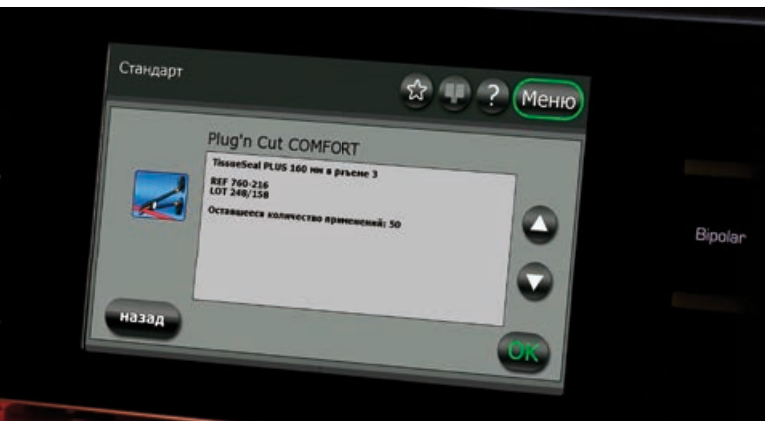 Стандарт
?
Меню
Plug'n Cut COMFORT
TissueSeal PLUS 160 мм в ръеме 3
REF 760-216
LOT 248/158
Оставшееся количество применений: 50
Bipolar
назад
OK